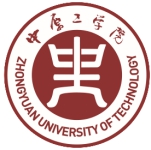 中原工学院
ZHONGYUAN UNIVERSITY OF TECHNOLOGY